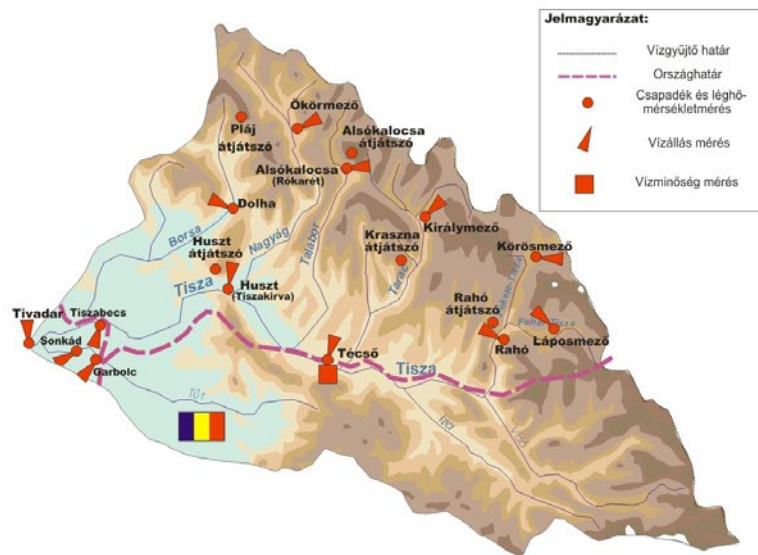 Jelmagyarázat:
Vízgyűjtő határ
Országhatár
Csapadék és léghő-
mérsékletmérés
Vízállás mérés
Vízminőség mérés
Ökörmező
Pláj
átjátszó
Alsókalocsa
átjátszó
Alsókalocsa
(Rókarét)
Dolha
Borsa
Huszt
átjátszó
Nagyág
Talabor
Kraszna
átjátszó
Királymező
Tarac
Kőrösmező
Tisza
Huszt
(Tiszakirva)
Fekete-Tisza
Rahó
átjátszó
Fehér-Tisza
Láposmező
Rahó
Tivadar
Tiszabecs
Sonkád
Garbolc
Técső
Tisza
Túr
Iza
Visó